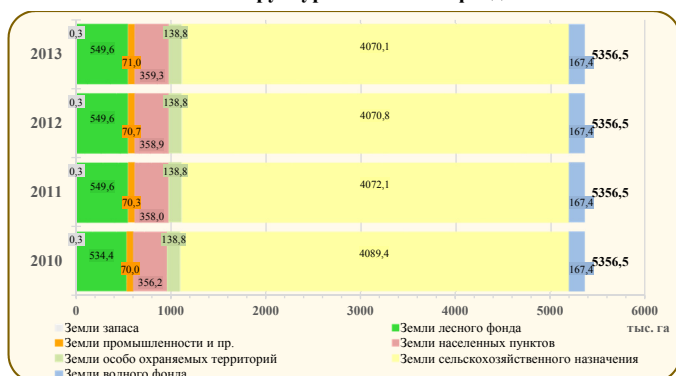 2013 0,3 549,6 71,0 359,3 138,8 4070,1 167,4 5356,5
2012 0,3 549,6 70,7 358,9 138,8 4070,8 167,4 5356,5
2011 0,3 549,6 70,3 358,0 138,8 4072,1 167,4 5356,5
2010 0,3 534,4 70,0 356,2 138,8 4089,4 167,4 5356,5
0 1000 2000 3000 4000 5000 6000
тыс. га
Земли запаса Земли лесного фонда
Земли промышленности и пр. Земли населенных пунктов
Земли особо охраняемых территорий Земли сельскохозяйственного назначения
Земли водного фонда